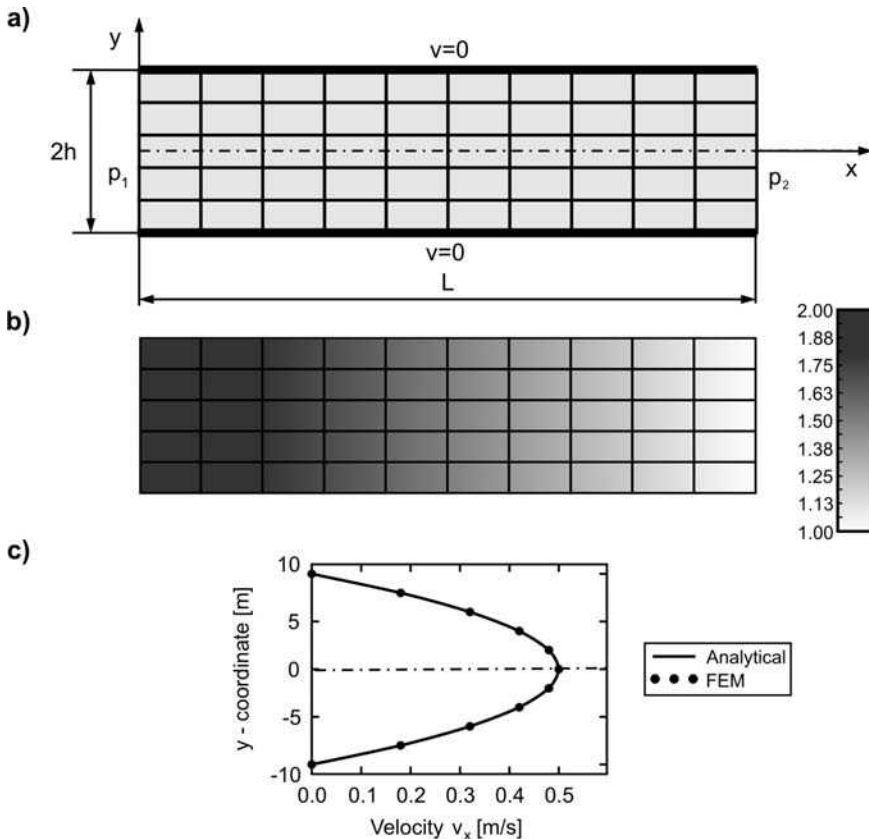 a)
y
v=0
2h
p1
p2
x
v=0
L
b)
2.00
1.88
1.75
1.63
1.50
1.38
1.25
1.13
1.00
c)
10
5
0
-5
-10
y - coordinate [m]
0.0 0.1 0.2 0.3 0.4 0.5
Velocity vx [m/s]
Analytical
FEM